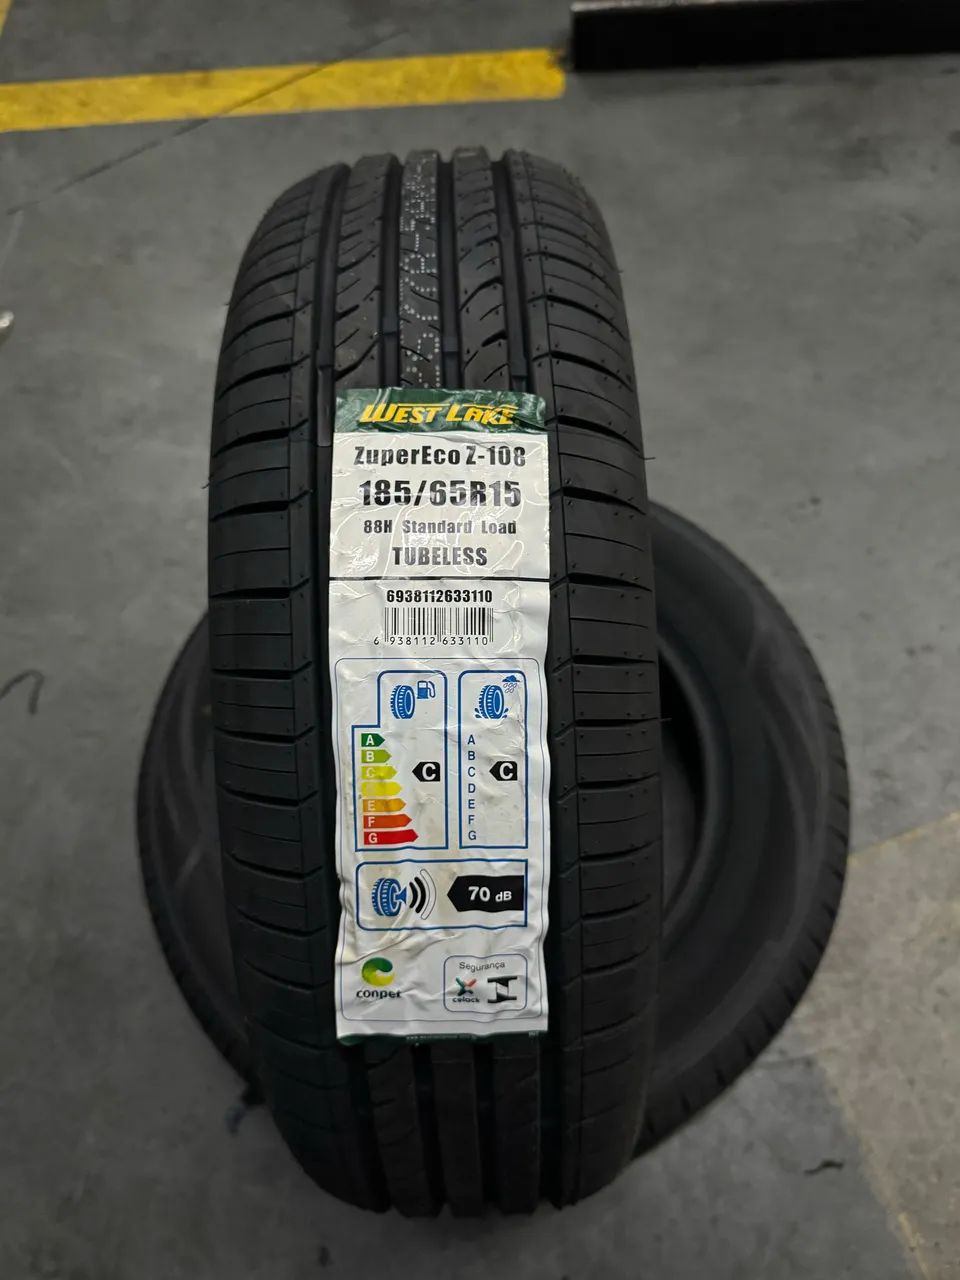 WEST LAKE
ZuperEco Z-108
185/65R15
88H Standard Load
TUBELESS
6938112633110
6 938112 633110
A
B
C
E
F
G
C
A
B
C
D
E
F
G
C
70 dB
conpet
Segurança